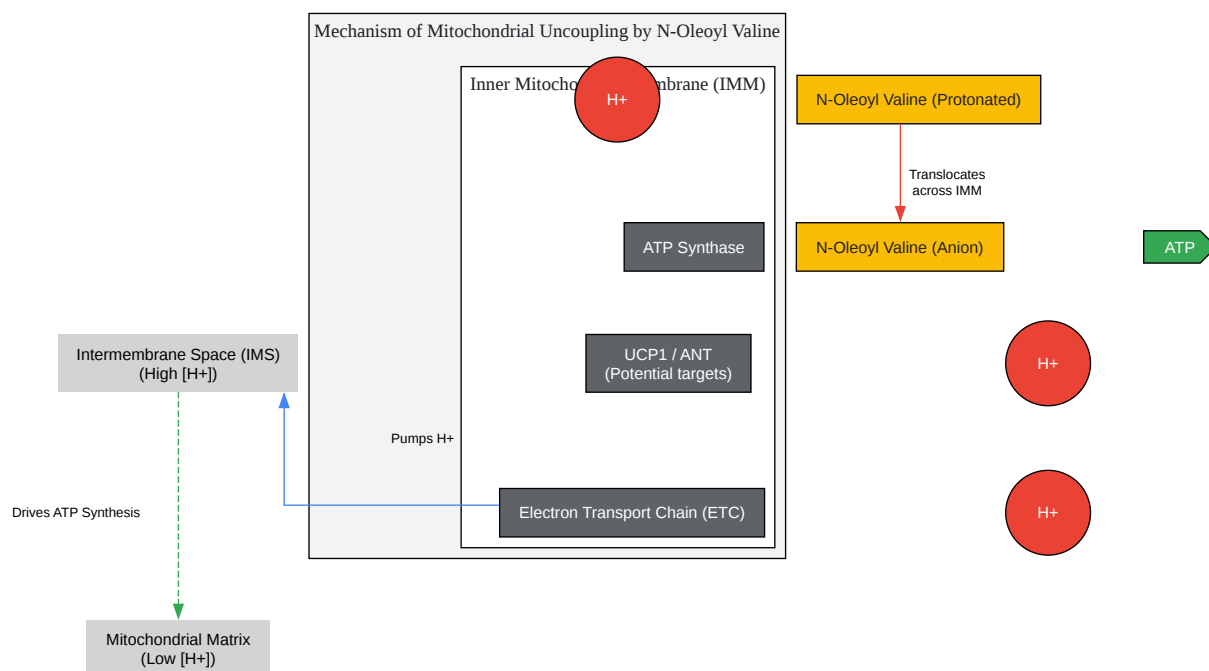 Mechanism of Mitochondrial Uncoupling by N-Oleoyl Valine
Inner Mitoc mbrane (IMM)
H+
N-Oleoyl Valine (Protonated)
Translocates
across IMM
ATP Synthase
N-Oleoyl Valine (Anion)
ATP
Intermembrane Space (IMS)
(High [H+])
UCP1 / ANT
(Potential targets)
H+
Pumps H+
Electron Transport Chain (ETC)
H+
Drives ATP Synthesis
Mitochondrial Matrix
(Low [H+])